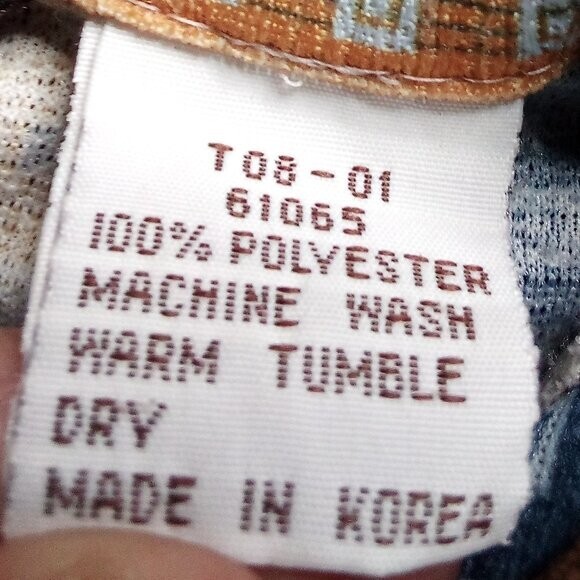 T08-01
61065
100% POLYESTER
MACHINE WASH
WARM TUMBLE
DRY
MADE IN KOREA